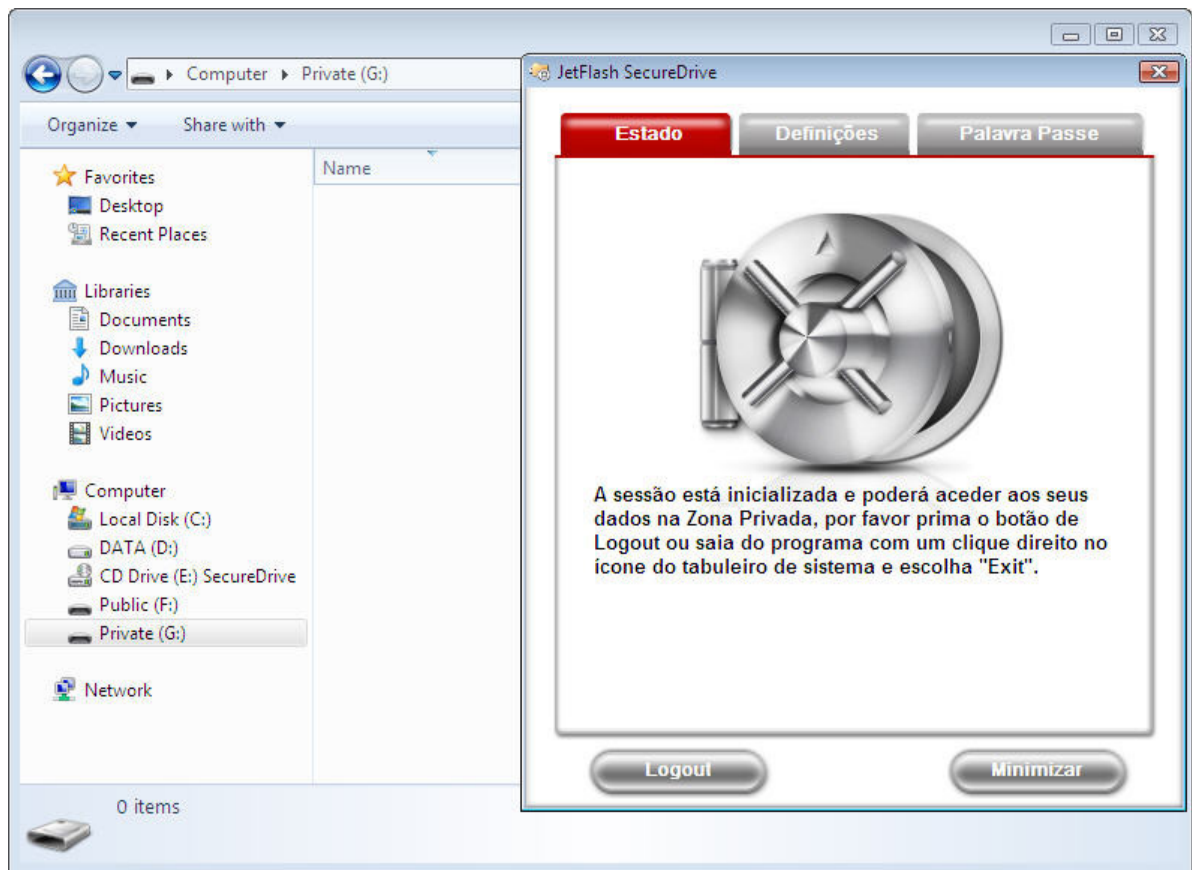 Computer Private (G:)
Organize Share with
Favorites
Desktop
Recent Places
Libraries
Documents
Downloads
Music
Pictures
Videos
Computer
Local Disk (C:)
DATA (D:)
CD Drive (E:) SecureDrive
Public (F:)
Private (G:)
Network
Name
0 items
JetFlash SecureDrive
Estado Definições Palavra Passe
A sessão está inicializada e poderá aceder aos seus
dados na Zona Privada, por favor prima o botão de
Logout ou saia do programa com um clique direito no
ícone do tabuleiro de sistema e escolha "Exit".
Logout Minimizar